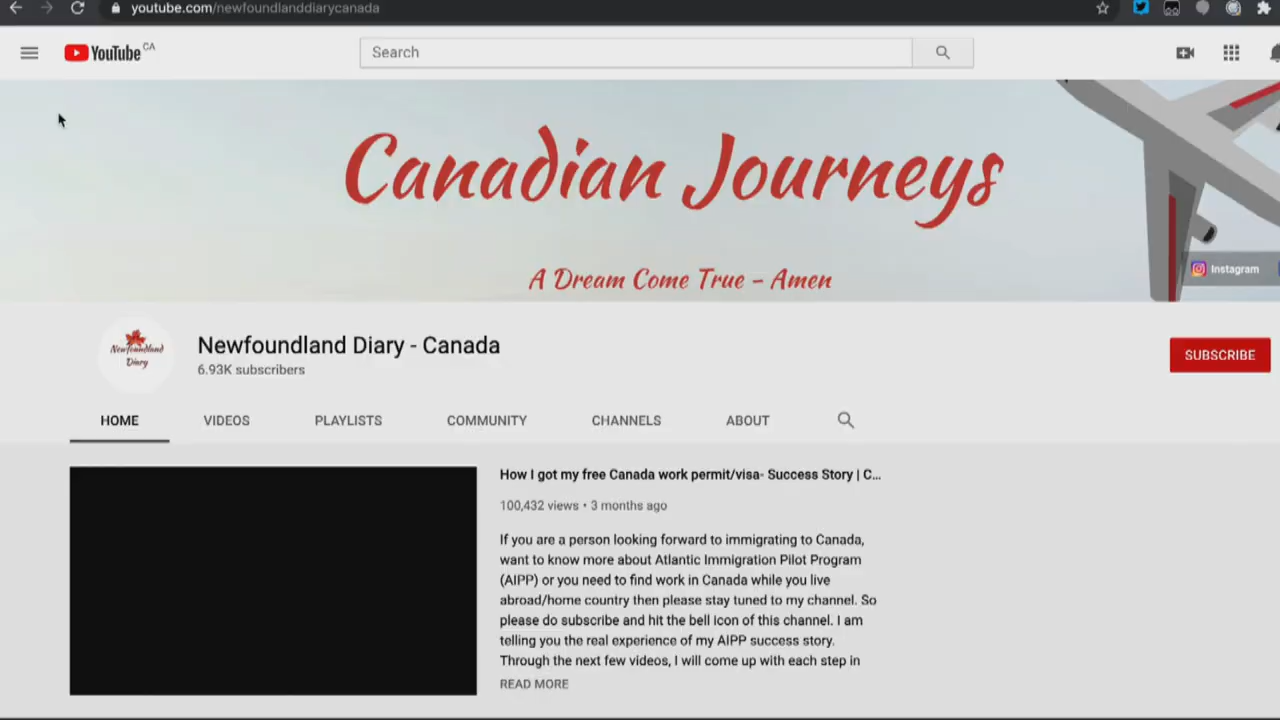 youtube.com/newfoundlanddiarycanada
YouTube CA
Search
Canadian Journeys
A Dream Come True – Amen
Instagram
Newfoundland Diary
Newfoundland Diary - Canada
6.93K subscribers
SUBSCRIBE
HOME VIDEOS PLAYLISTS COMMUNITY CHANNELS ABOUT
How I got my free Canada work permit/visa- Success Story | C...
100,432 views • 3 months ago
If you are a person looking forward to immigrating to Canada,
want to know more about Atlantic Immigration Pilot Program
(AIPP) or you need to find work in Canada while you live
abroad/home country then please stay tuned to my channel. So
please do subscribe and hit the bell icon of this channel. I am
telling you the real experience of my AIPP success story.
Through the next few videos, I will come up with each step in
READ MORE